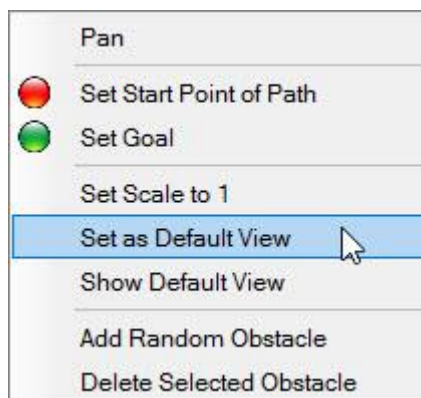 Pan
Set Start Point of Path
Set Goal
Set Scale to 1
Set as Default View
Show Default View
Add Random Obstacle
Delete Selected Obstacle